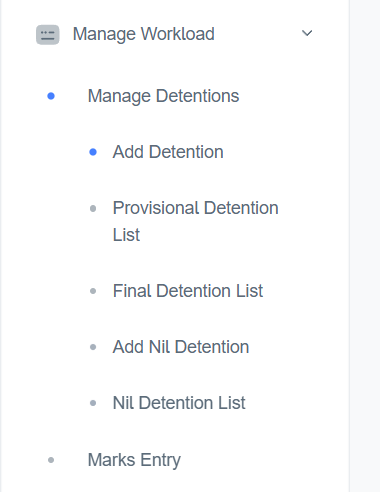 Manage Workload
Manage Detentions
Add Detention
Provisional Detention
List
Final Detention List
Add Nil Detention
Nil Detention List
Marks Entry